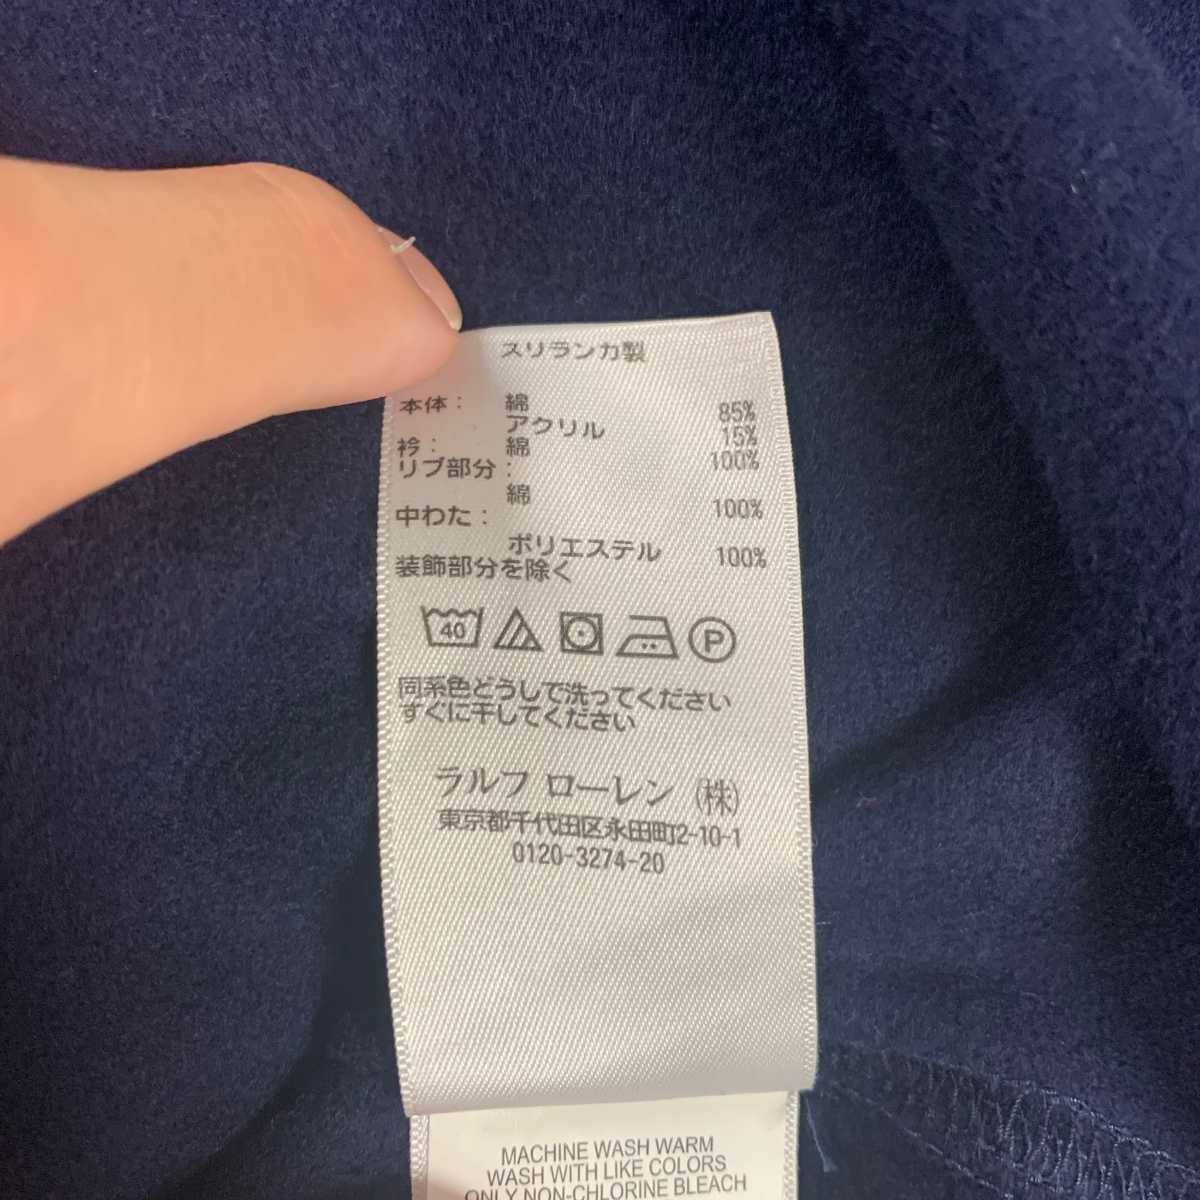 スリランカ製
本体: 綿 85%
アクリル 15%
衿: 綿 100%
リブ部分:
綿 100%
中わた:
ポリエステル 100%
装飾部分を除く
40 P
同系色どうしで洗ってください
すぐに干してください
ラルフ ローレン (株)
東京都千代田区永田町2-10-1
0120-3274-20
MACHINE WASH WARM
WASH WITH LIKE COLORS
ONLY NON-CHLORINE BLEACH